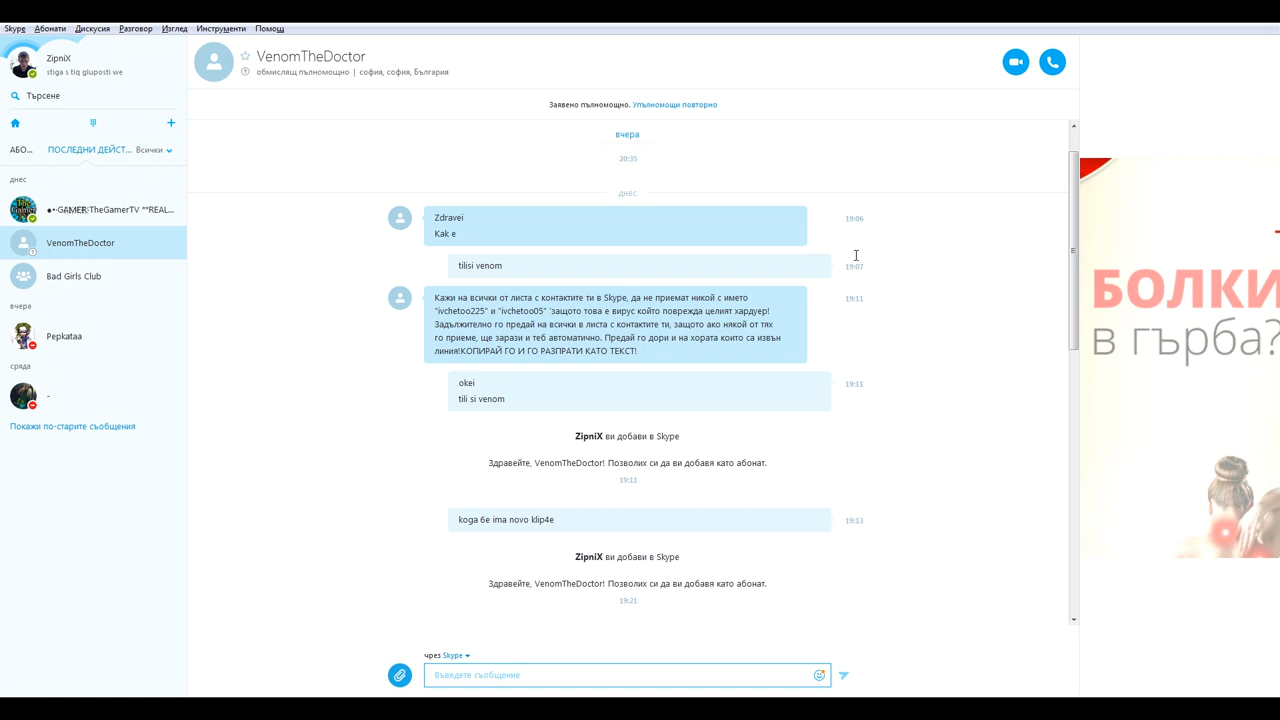 Skype Абонати Дискусия Разговор Изглед Инструменти Помощ
ZipniX
stiga s tiq gluposti we
Търсене
АБО... ПОСЛЕДНИ ДЕЙСТ... Всички
днес
TheGamerTV **REAL...
VenomTheDoctor
Bad Girls Club
вчера
Pepkataa
сряда
-
Покажи по-старите съобщения
VenomTheDoctor
обмислящ пълномощно | софия, софия, България
Заявено пълномощно. Упълномощи повторно
вчера
20:35
днес
Zdravei 19:06
Kak e
tilisi venom 19:07
Кажи на всички от листа с контактите ти в Skype, да не приемат никой с името 19:11
"ivchetoo225" и "ivchetoo05" 'защото това е вирус който поврежда целият хардуер!
Задължително го предай на всички в листа с контактите ти, защото ако някой от тях
го приеме, ще зарази и теб автоматично. Предай го дори и на хората които са извън
линия!КОПИРАЙ ГО И ГО РАЗПРАТИ КАТО ТЕКСТ!
okei 19:11
tili si venom
ZipniX ви добави в Skype
Здравейте, VenomTheDoctor! Позволих си да ви добавя като абонат.
19:11
koga 6e ima novo klip4e 19:13
ZipniX ви добави в Skype
Здравейте, VenomTheDoctor! Позволих си да ви добавя като абонат.
19:21
чрез Skype
Въведете съобщение
БОЛКИ
в гърба?